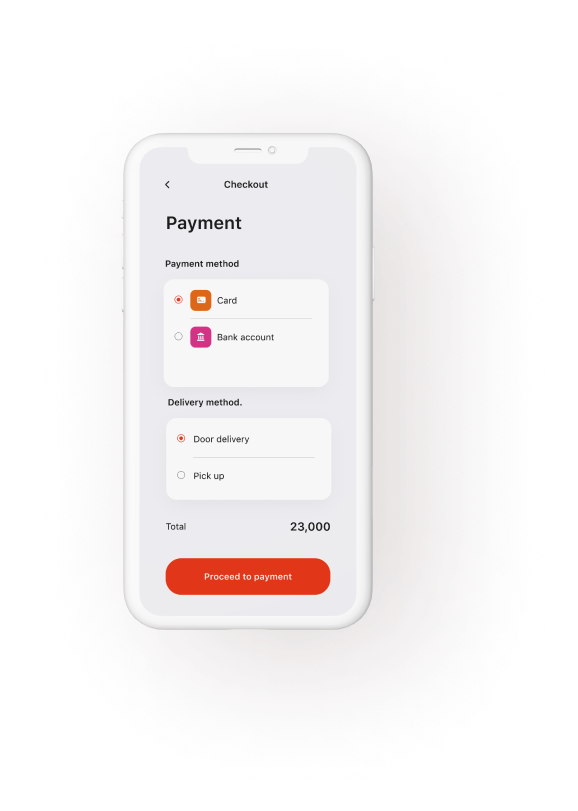 Checkout
Payment
Payment method
Card
Bank account
Delivery method.
Door delivery
Pick up
Total 23,000
Proceed to payment